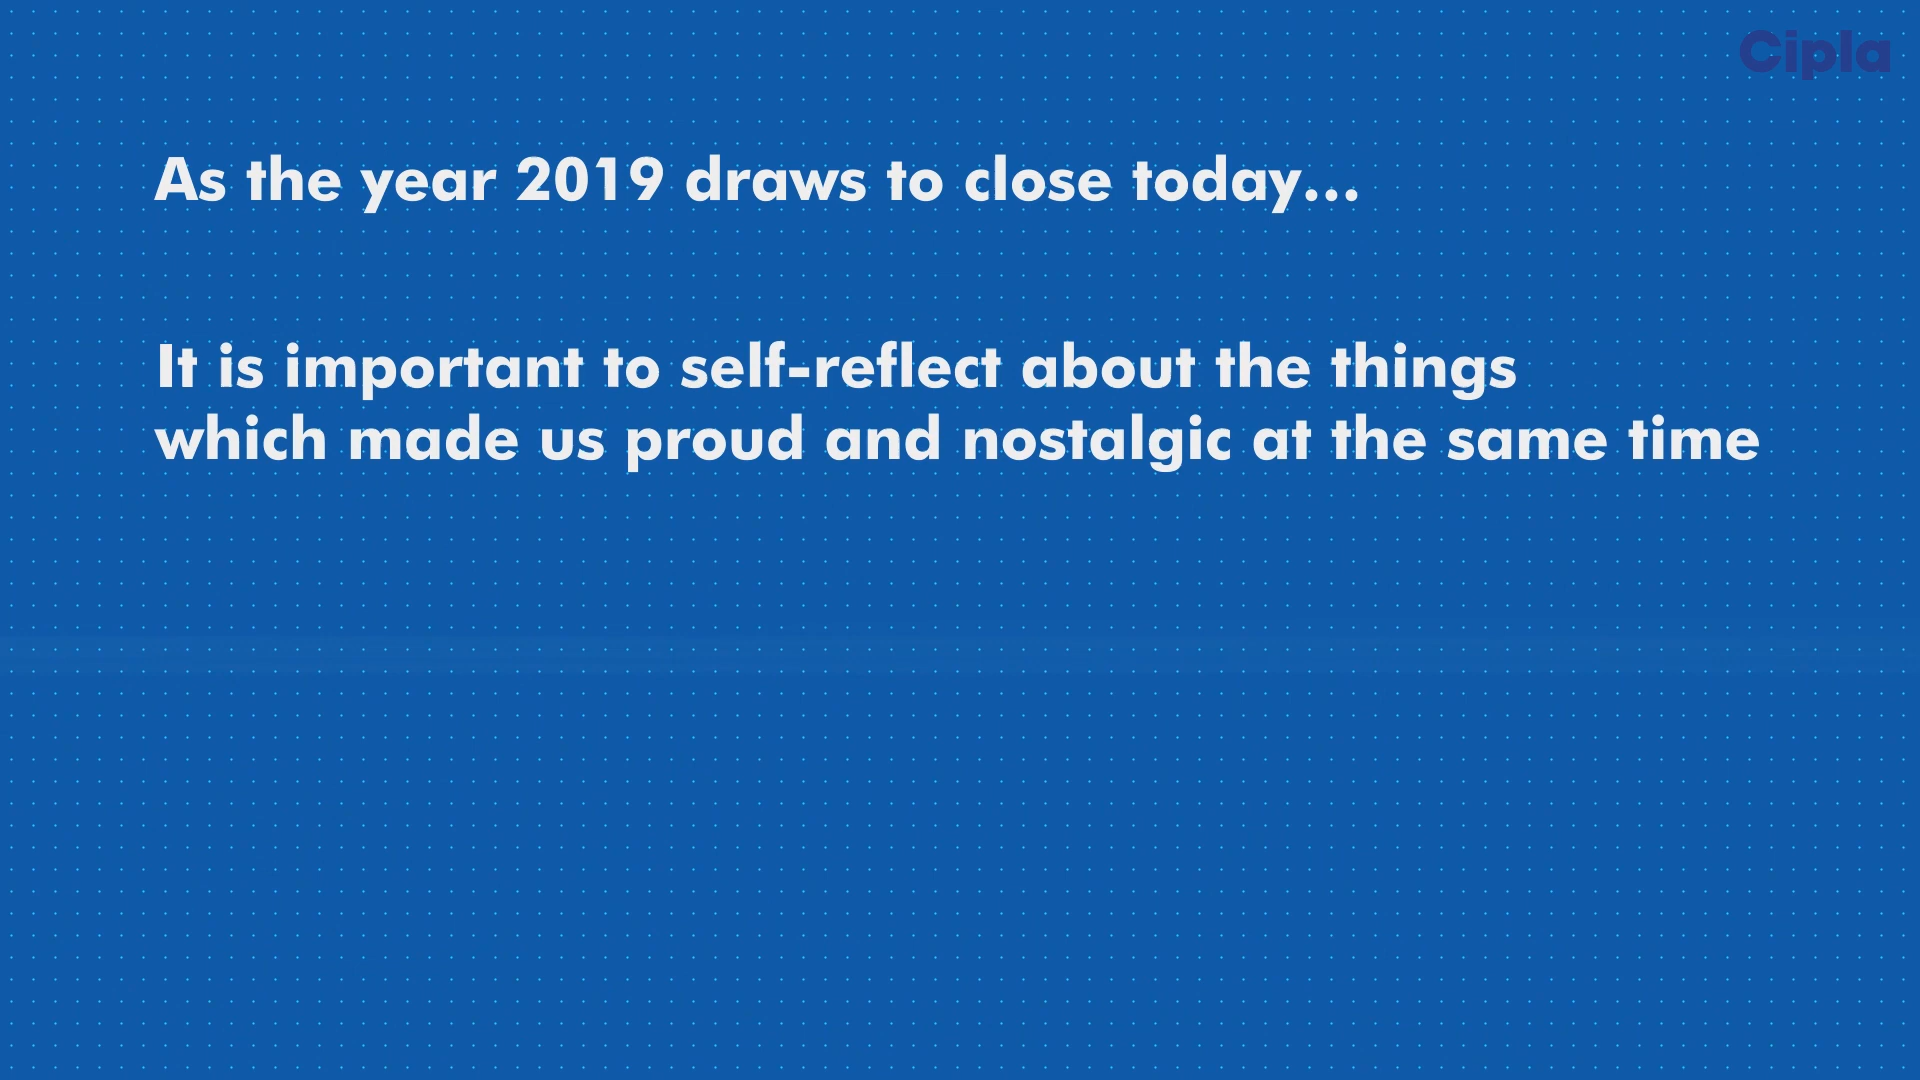 Cipla
As the year 2019 draws to close today...
It is important to self-reflect about the things
which made us proud and nostalgic at the same time